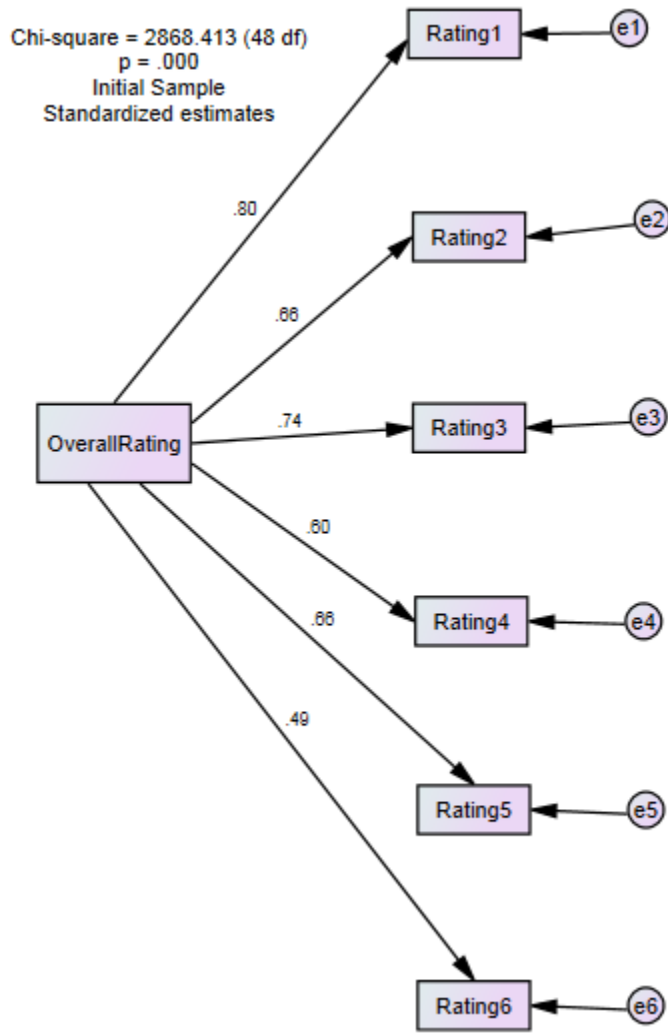 Chi-square = 2868.413 (48 df)
p = .000
Initial Sample
Standardized estimates
Rating1
e1
.80
Rating2
e2
.66
OverallRating
.74
Rating3
e3
.60
Rating4
e4
.66
.49
Rating5
e5
Rating6
e6